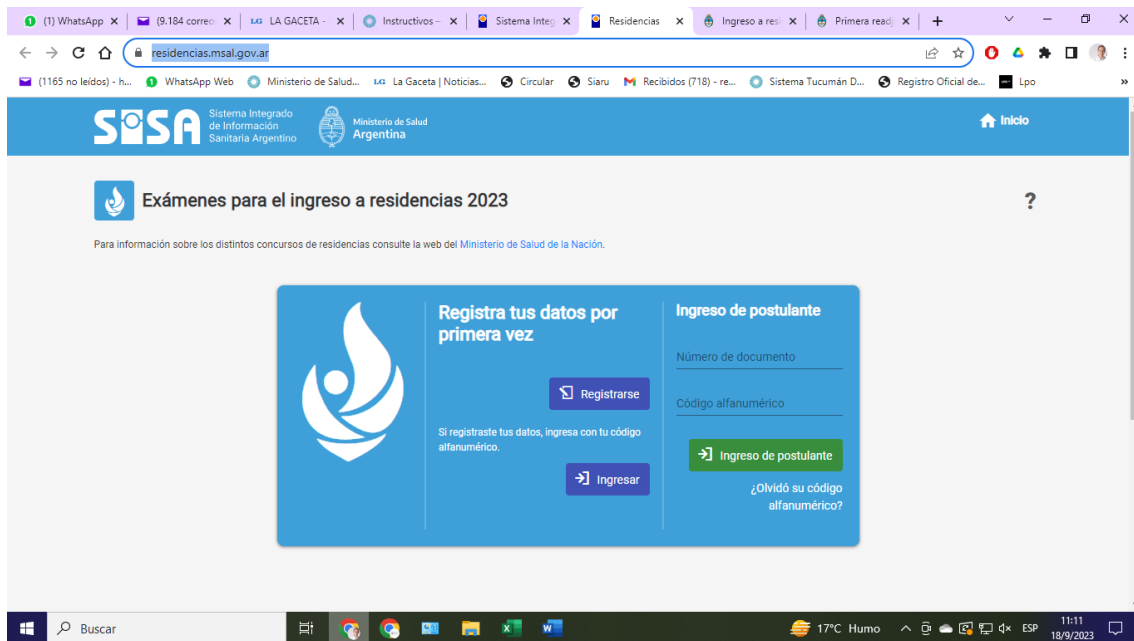 (1) WhatsApp
(9.184 correo
LG LA GACETA -
Instructivos –
Sistema Integ
Residencias
Ingreso a resi
Primera readj
residencias.msal.gov.ar
(1165 no leídos) - h...
WhatsApp Web
Ministerio de Salud...
LG La Gaceta | Noticias...
Circular
Siaru
Recibidos (718) - re...
Sistema Tucumán D...
Registro Oficial de...
Lpo
»
SISA
Sistema Integrado
de Información
Sanitaria Argentino
Ministerio de Salud
Argentina
Inicio
Exámenes para el ingreso a residencias 2023
?
Para información sobre los distintos concursos de residencias consulte la web del Ministerio de Salud de la Nación.
Registra tus datos por
primera vez
Registrarse
Si registraste tus datos, ingresa con tu código
alfanumérico.
Ingresar
Ingreso de postulante
Número de documento
Código alfanumérico
Ingreso de postulante
¿Olvidó su código
alfanumérico?
Buscar
17°C Humo
ESP
11:11
18/9/2023